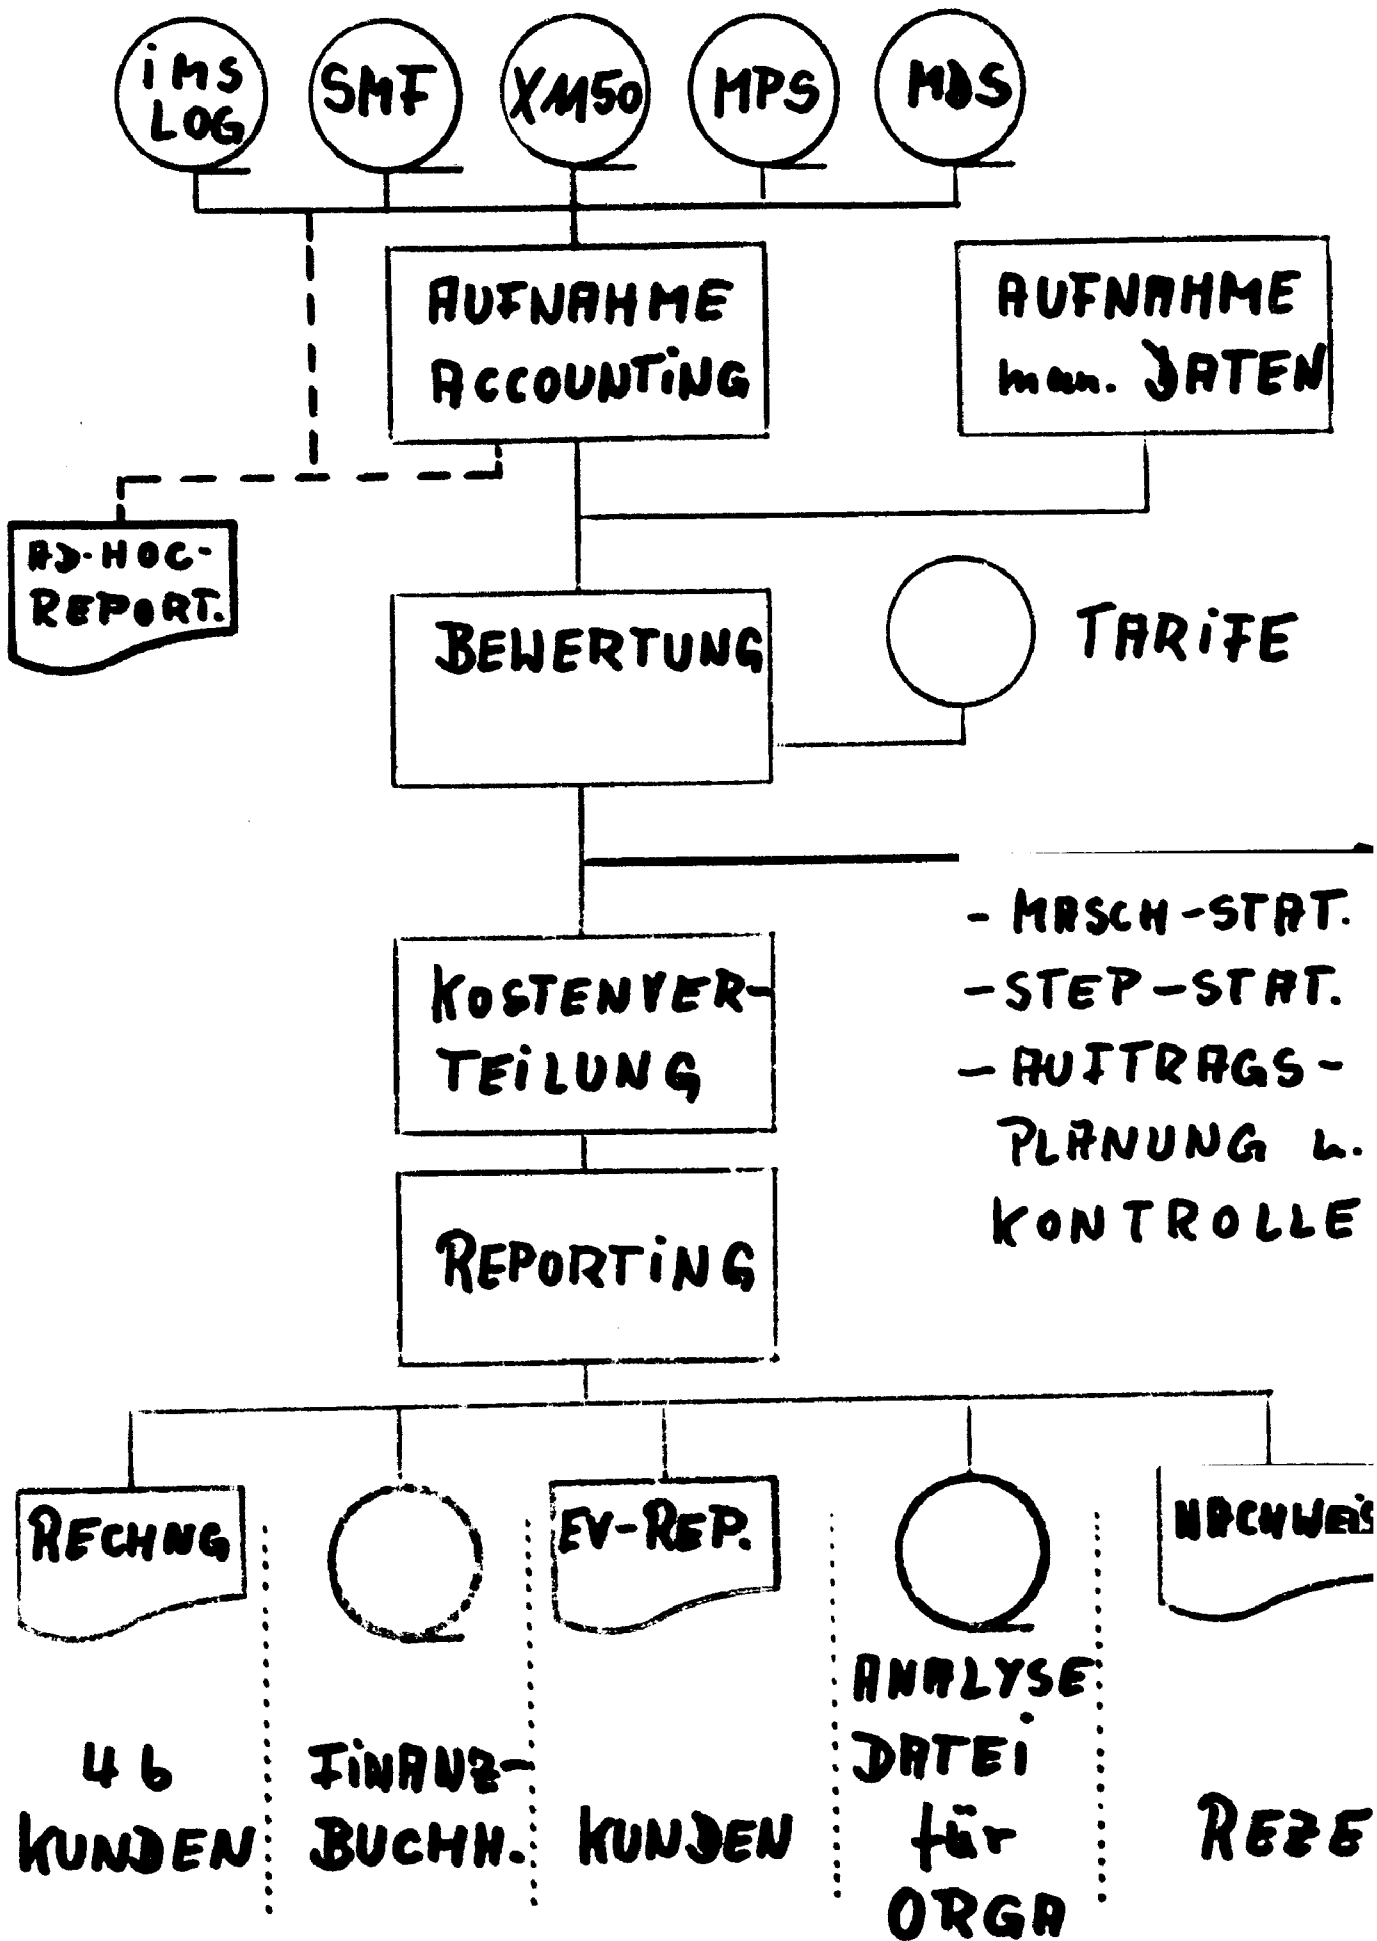 iMS
LOG
SMF
XM50
MPS
MDS
AUFNAHME
ACCOUNTiNG
AUFNAHME
man. DATEN
AD-HOC-
REPORT.
BEWERTUNG
TARiFE
- MASCH-STAT.
- STEP-STAT.
- AUFTRAGS-
PLANUNG u.
KONTROLLE
KOSTENVER-
TEiLUNG
REPORTiNG
RECHNG
EV-REP.
NACHWEiS
46
KUNDEN
FiNANZ-
BUCHH.
KUNDEN
ANALYSE
DATEi
für
ORGA
REZE